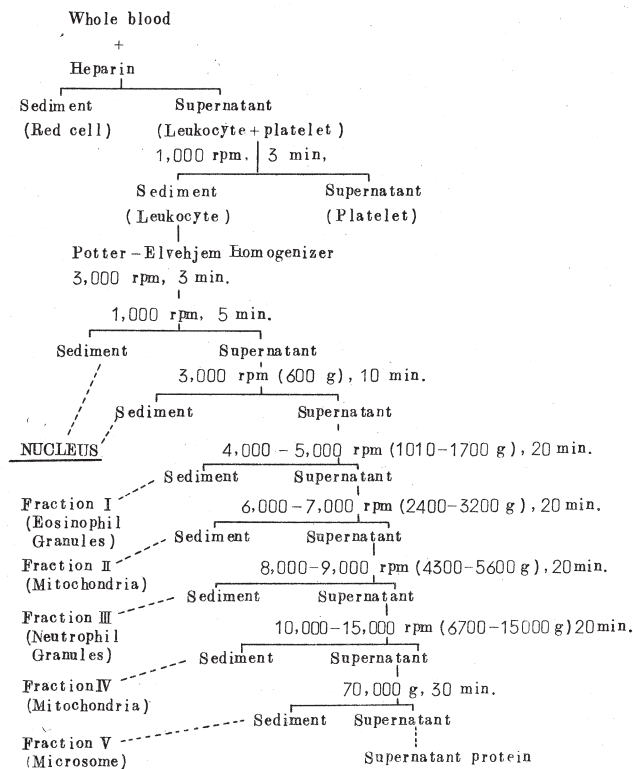 Whole blood
+
Heparin
Sediment Supernatant
(Red cell) (Leukocyte+platelet)
1,000 rpm. 3 min,
Sediment Supernatant
(Leukocyte) (Platelet)
Potter-Elvehjem Homogenizer
3,000 rpm, 3 min.
1,000 rpm, 5 min.
Sediment Supernatant
3,000 rpm (600 g), 10 min.
Sediment Supernatant
NUCLEUS 4,000-5,000 rpm (1010-1700 g), 20 min.
Sediment Supernatant
Fraction I 6,000-7,000 rpm (2400-3200 g), 20 min.
(Eosinophil
Granules) Sediment Supernatant
Fraction II 8,000-9,000 rpm (4300-5600 g), 20min.
(Mitochondria)
Sediment Supernatant
Fraction III
(Neutrophil 10,000-15,000 rpm (6700-15000 g)20min.
Granules)
Sediment Supernatant
Fraction IV 70,000 g, 30 min.
(Mitochondria)
Sediment Supernatant
Fraction V
(Microsome) Supernatant protein